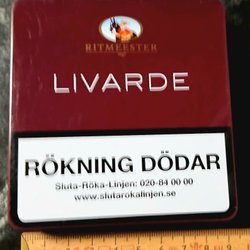 RITMEESTER
LIVARDE
RÖKNING DÖDAR
Sluta-Röka-Linjen: 020-84 00 00
www.slutarokalinjen.se